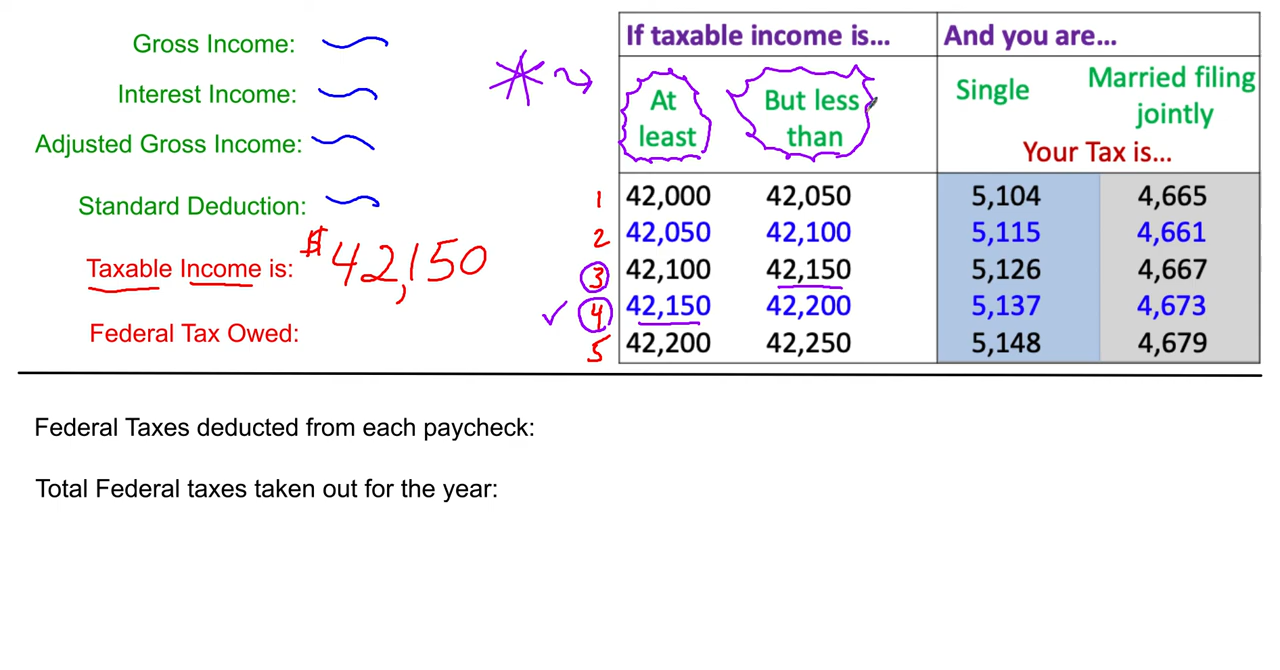 Gross Income:
Interest Income:
Adjusted Gross Income:
Standard Deduction:
Taxable Income is: $42,150
Federal Tax Owed:
If taxable income is... And you are...
At least But less than Single Married filing jointly
Your Tax is...
1 42,000 42,050 5,104 4,665
2 42,050 42,100 5,115 4,661
3 42,100 42,150 5,126 4,667
4 42,150 42,200 5,137 4,673
5 42,200 42,250 5,148 4,679
Federal Taxes deducted from each paycheck:
Total Federal taxes taken out for the year: